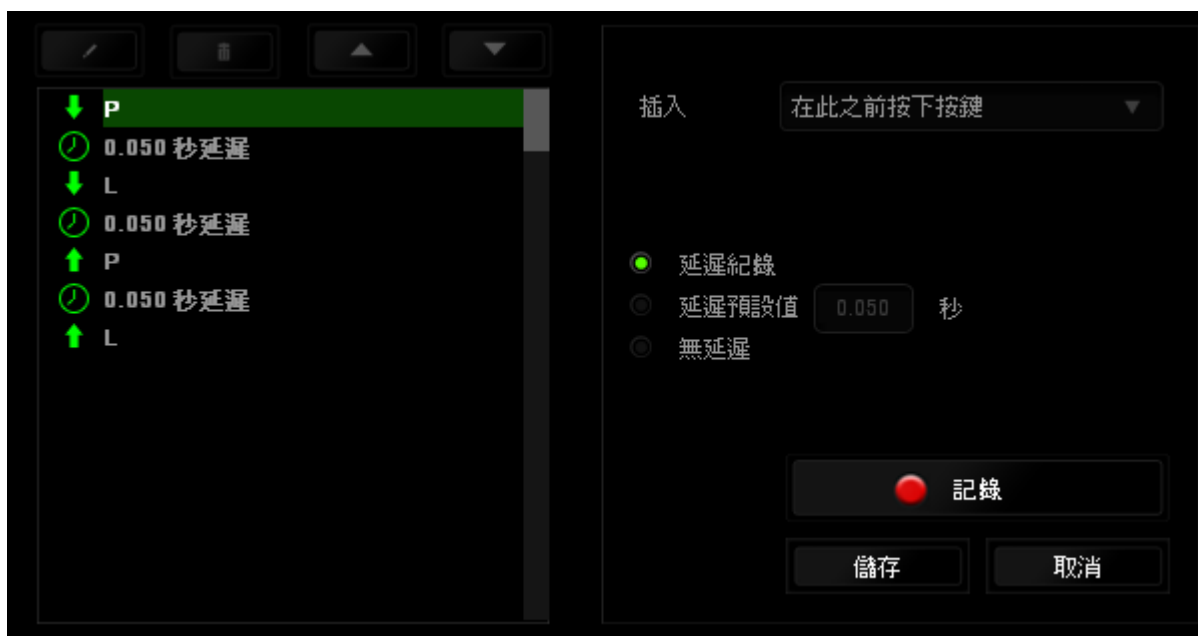 P
0.050 秒延遲
L
0.050 秒延遲
P
0.050 秒延遲
L
插入 在此之前按下按鍵
延遲紀錄
延遲預設值 0.050 秒
無延遲
記錄
儲存 取消